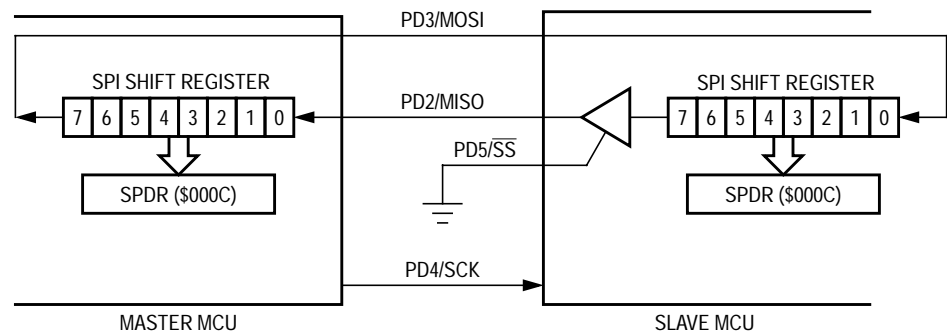 PD3/MOSI
SPI SHIFT REGISTER
SPI SHIFT REGISTER
7 6 5 4 3 2 1 0
PD2/MISO
7 6 5 4 3 2 1 0
PD5/S̅S̅
SPDR ($000C)
SPDR ($000C)
PD4/SCK
MASTER MCU
SLAVE MCU